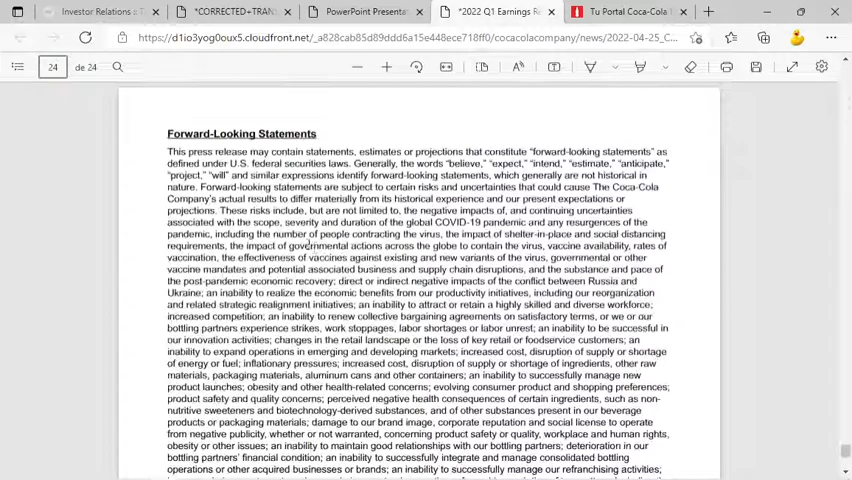 Investor Relations :: T
*CORRECTED+TRAN
PowerPoint Presentat
*2022 Q1 Earnings R
Tu Portal Coca-Cola
https://d1io3yog0oux5.cloudfront.net/_a828cab85d89ddd6a15e448ece718ff0/cocacolacompany/news/2022-04-25_C...
24 de 24
Forward-Looking Statements
This press release may contain statements, estimates or projections that constitute “forward-looking statements” as
defined under U.S. federal securities laws. Generally, the words “believe,” “expect,” “intend,” “estimate,” “anticipate,”
“project,” “will” and similar expressions identify forward-looking statements, which generally are not historical in
nature. Forward-looking statements are subject to certain risks and uncertainties that could cause The Coca-Cola
Company’s actual results to differ materially from its historical experience and our present expectations or
projections. These risks include, but are not limited to, the negative impacts of, and continuing uncertainties
associated with the scope, severity and duration of the global COVID-19 pandemic and any resurgences of the
pandemic, including the number of people contracting the virus, the impact of shelter-in-place and social distancing
requirements, the impact of governmental actions across the globe to contain the virus, vaccine availability, rates of
vaccination, the effectiveness of vaccines against existing and new variants of the virus, governmental or other
vaccine mandates and potential associated business and supply chain disruptions, and the substance and pace of
the post-pandemic economic recovery; direct or indirect negative impacts of the conflict between Russia and
Ukraine; an inability to realize the economic benefits from our productivity initiatives, including our reorganization
and related strategic realignment initiatives; an inability to attract or retain a highly skilled and diverse workforce;
increased competition; an inability to renew collective bargaining agreements on satisfactory terms, or we or our
bottling partners experience strikes, work stoppages, labor shortages or labor unrest; an inability to be successful in
our innovation activities; changes in the retail landscape or the loss of key retail or foodservice customers; an
inability to expand operations in emerging and developing markets; increased cost, disruption of supply or shortage
of energy or fuel; inflationary pressures; increased cost, disruption of supply or shortage of ingredients, other raw
materials, packaging materials, aluminum cans and other containers; an inability to successfully manage new
product launches; obesity and other health-related concerns; evolving consumer product and shopping preferences;
product safety and quality concerns; perceived negative health consequences of certain ingredients, such as non-
nutritive sweeteners and biotechnology-derived substances, and of other substances present in our beverage
products or packaging materials; damage to our brand image, corporate reputation and social license to operate
from negative publicity, whether or not warranted, concerning product safety or quality, workplace and human rights,
obesity or other issues; an inability to maintain good relationships with our bottling partners; deterioration in our
bottling partners’ financial condition; an inability to successfully integrate and manage consolidated bottling
operations or other acquired businesses or brands; an inability to successfully manage our refranchising activities;